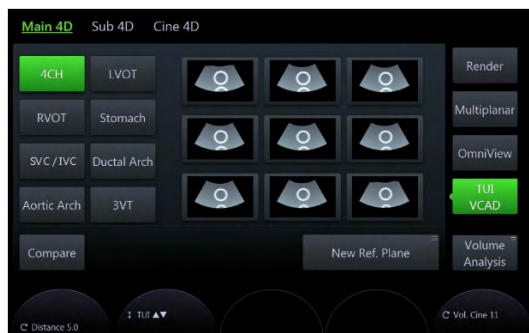 Main 4D Sub 4D Cine 4D
4CH LVOT Render
RVOT Stomach Multiplanar
SVC / IVC Ductal Arch OmniView
Aortic Arch 3VT TUI
VCAD
Compare New Ref. Plane Volume
Analysis
Distance 5.0 TUI ▲▼ Vol. Cine 11